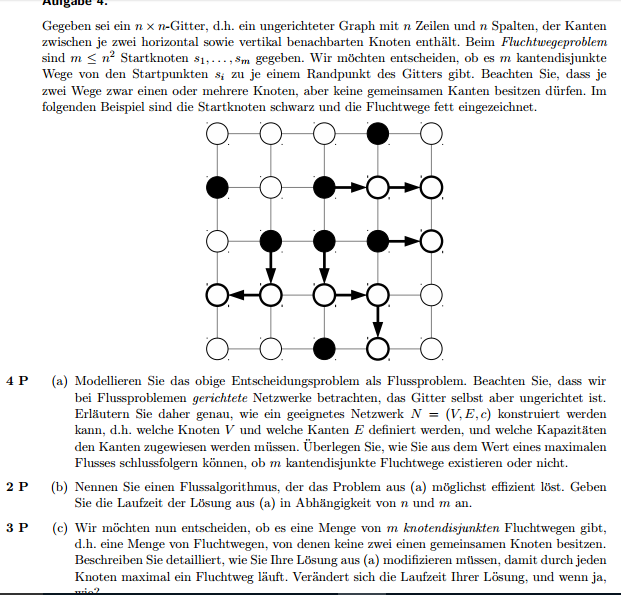 Aufgabe 4.
Gegeben sei ein n × n-Gitter, d.h. ein ungerichteter Graph mit n Zeilen und n Spalten, der Kanten
zwischen je zwei horizontal sowie vertikal benachbarten Knoten enthält. Beim Fluchtwegeproblem
sind m ≤ n² Startknoten s₁, . . . , sₘ gegeben. Wir möchten entscheiden, ob es m kantendisjunkte
Wege von den Startpunkten sᵢ zu je einem Randpunkt des Gitters gibt. Beachten Sie, dass je
zwei Wege zwar einen oder mehrere Knoten, aber keine gemeinsamen Kanten besitzen dürfen. Im
folgenden Beispiel sind die Startknoten schwarz und die Fluchtwege fett eingezeichnet.
4 P (a) Modellieren Sie das obige Entscheidungsproblem als Flussproblem. Beachten Sie, dass wir
bei Flussproblemen gerichtete Netzwerke betrachten, das Gitter selbst aber ungerichtet ist.
Erläutern Sie daher genau, wie ein geeignetes Netzwerk N = (V, E, c) konstruiert werden
kann, d.h. welche Knoten V und welche Kanten E definiert werden, und welche Kapazitäten
den Kanten zugewiesen werden müssen. Überlegen Sie, wie Sie aus dem Wert eines maximalen
Flusses schlussfolgern können, ob m kantendisjunkte Fluchtwege existieren oder nicht.
2 P (b) Nennen Sie einen Flussalgorithmus, der das Problem aus (a) möglichst effizient löst. Geben
Sie die Laufzeit der Lösung aus (a) in Abhängigkeit von n und m an.
3 P (c) Wir möchten nun entscheiden, ob es eine Menge von m knotendisjunkten Fluchtwegen gibt,
d.h. eine Menge von Fluchtwegen, von denen keine zwei einen gemeinsamen Knoten besitzen.
Beschreiben Sie detailliert, wie Sie Ihre Lösung aus (a) modifizieren müssen, damit durch jeden
Knoten maximal ein Fluchtweg läuft. Verändert sich die Laufzeit Ihrer Lösung, und wenn ja,
wie?